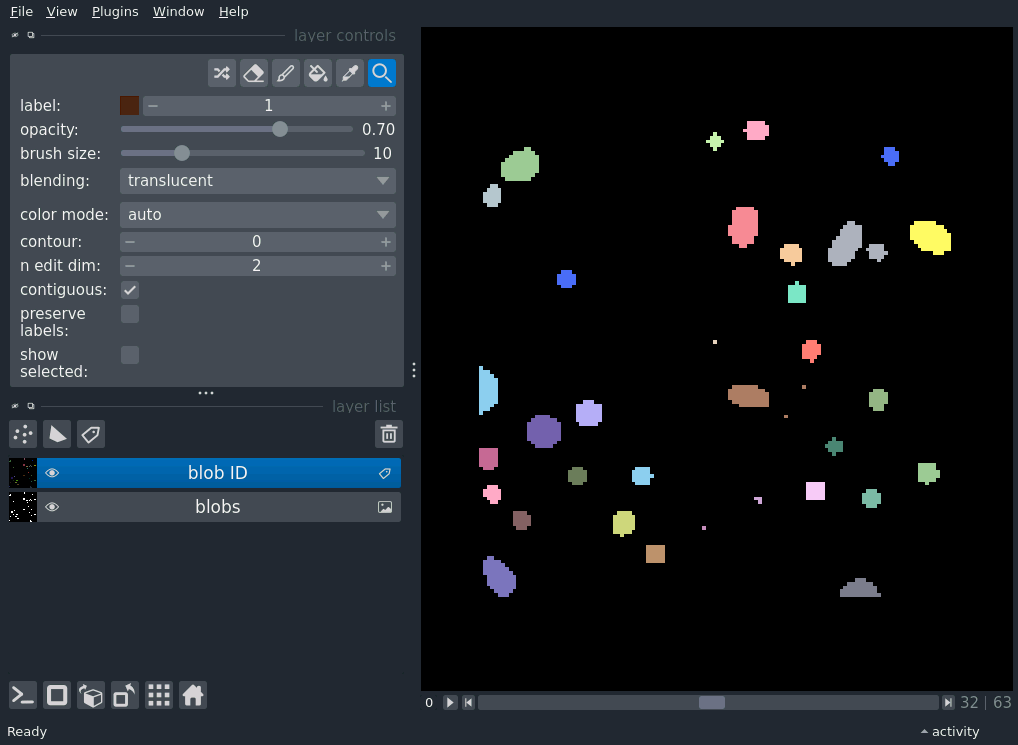 File View Plugins Window Help
layer controls
label: 1
opacity: 0.70
brush size: 10
blending: translucent
color mode: auto
contour: 0
n edit dim: 2
contiguous:
preserve
labels:
show
selected:
layer list
blob ID
blobs
0 32 | 63
Ready activity